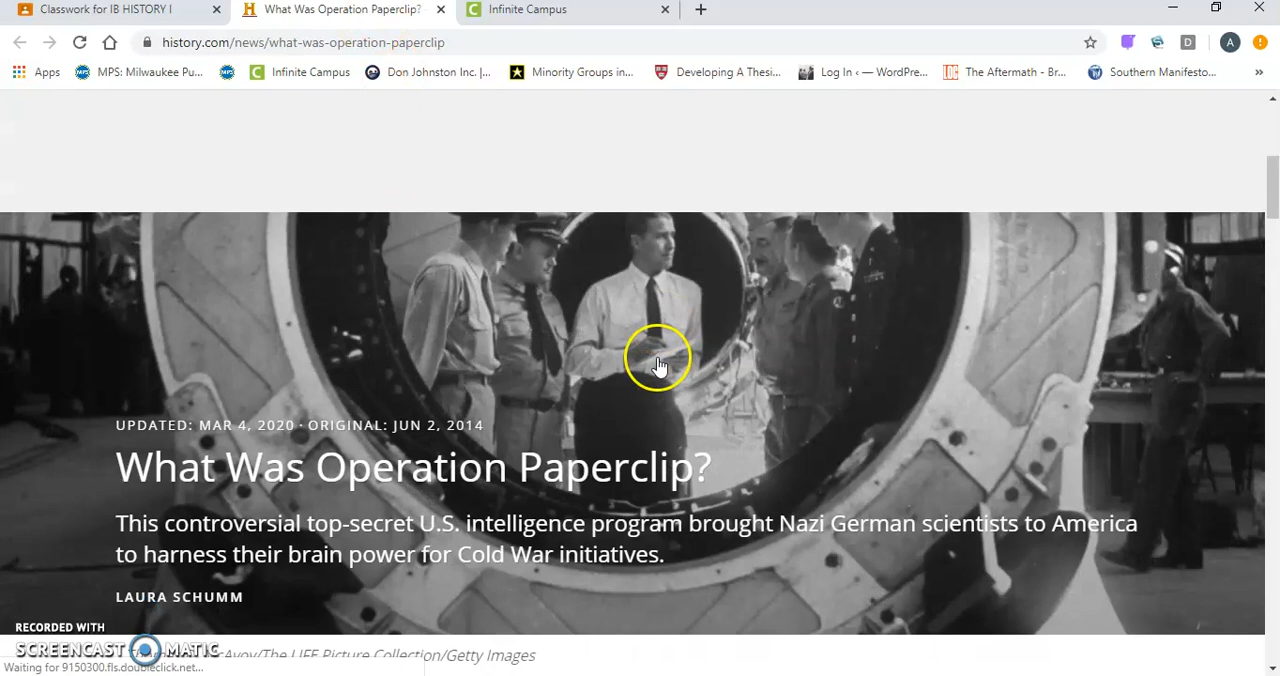 Classwork for IB HISTORY I
What Was Operation Paperclip?
Infinite Campus
history.com/news/what-was-operation-paperclip
A
Apps
MPS: Milwaukee Pu...
MPS
Infinite Campus
Don Johnston Inc. |...
Minority Groups in...
Developing A Thesi...
Log In ‹ — WordPre...
The Aftermath - Br...
Southern Manifesto...
UPDATED: MAR 4, 2020 · ORIGINAL: JUN 2, 2014
What Was Operation Paperclip?
This controversial top-secret U.S. intelligence program brought Nazi German scientists to America
to harness their brain power for Cold War initiatives.
LAURA SCHUMM
RECORDED WITH
SCREENCAST MATIC
LIFE Picture Collection/Getty Images
Waiting for 9150300.fls.doubleclick.net...